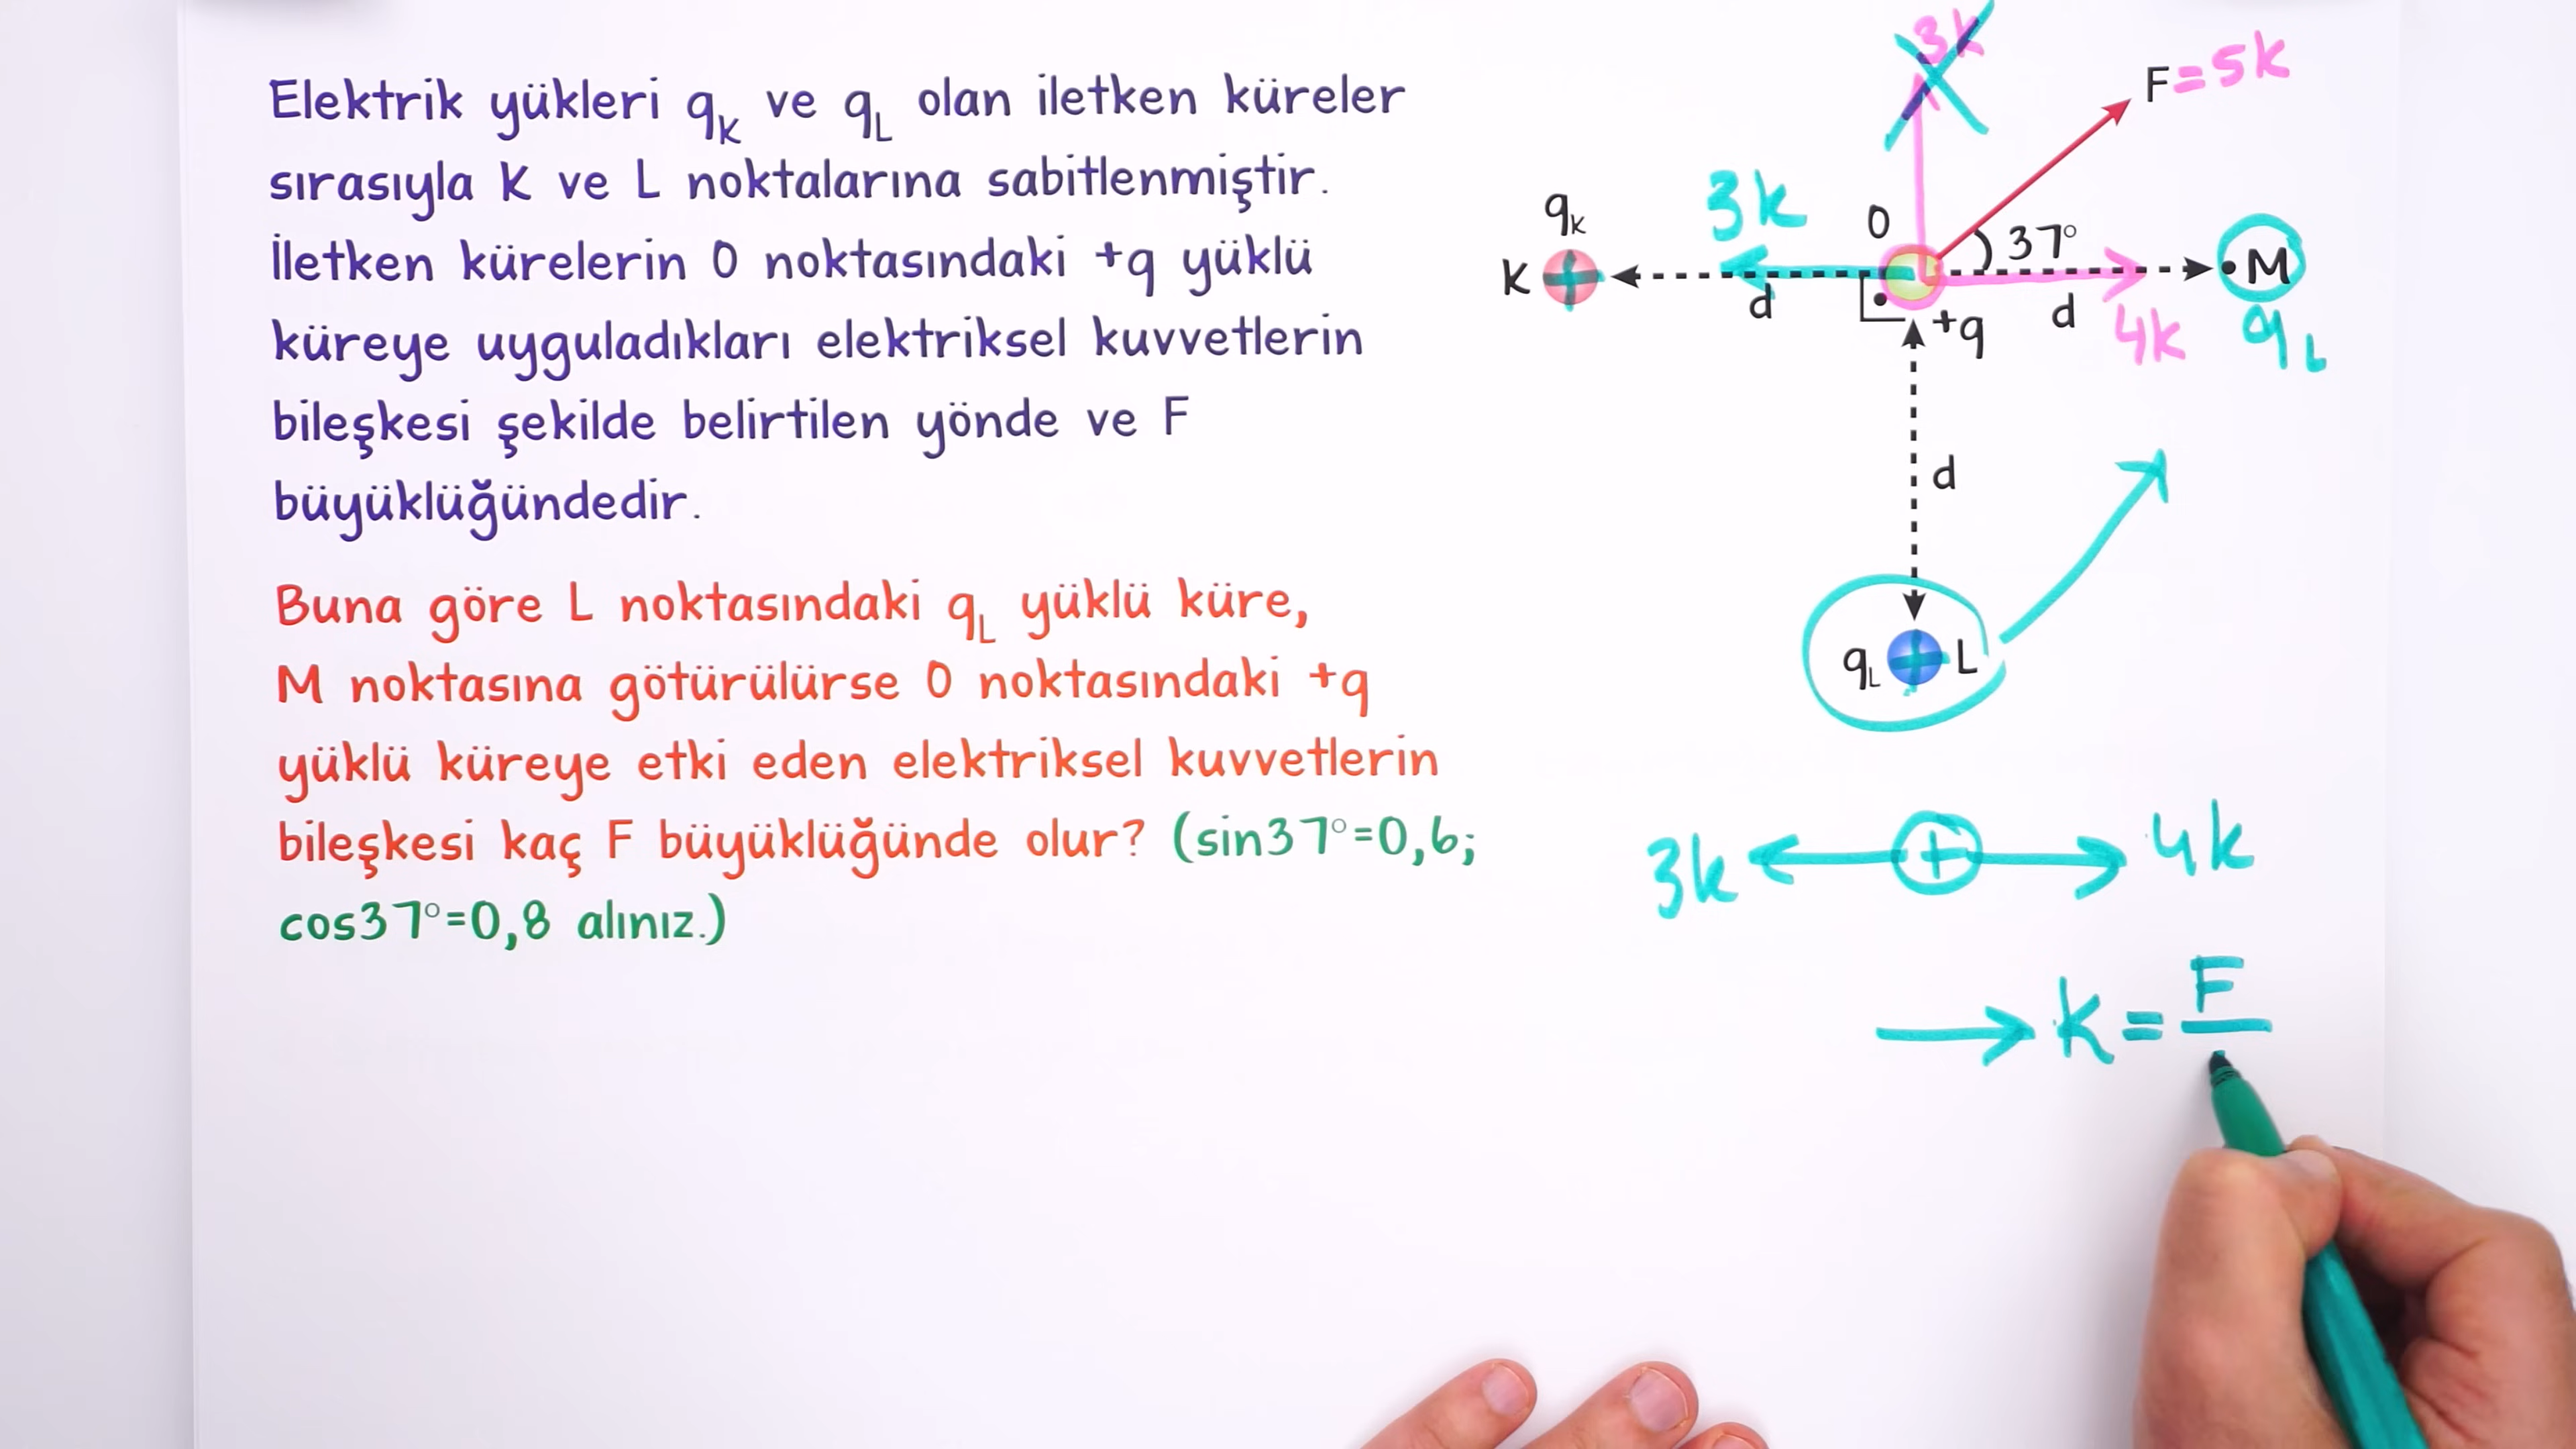 Elektrik yükleri qK ve qL olan iletken küreler
sırasıyla K ve L noktalarına sabitlenmiştir.
İletken kürelerin O noktasındaki +q yüklü
küreye uyguladıkları elektriksel kuvvetlerin
bileşkesi şekilde belirtilen yönde ve F
büyüklüğündedir.
Buna göre L noktasındaki qL yüklü küre,
M noktasına götürülürse O noktasındaki +q
yüklü küreye etki eden elektriksel kuvvetlerin
bileşkesi kaç F büyüklüğünde olur? (sin37°=0,6;
cos37°=0,8 alınız.)
3k
F=5k
3k
qK
O
37°
K
+
M
d
+q
d
4k
qL
d
qL
+
L
3k
+
4k
k=F